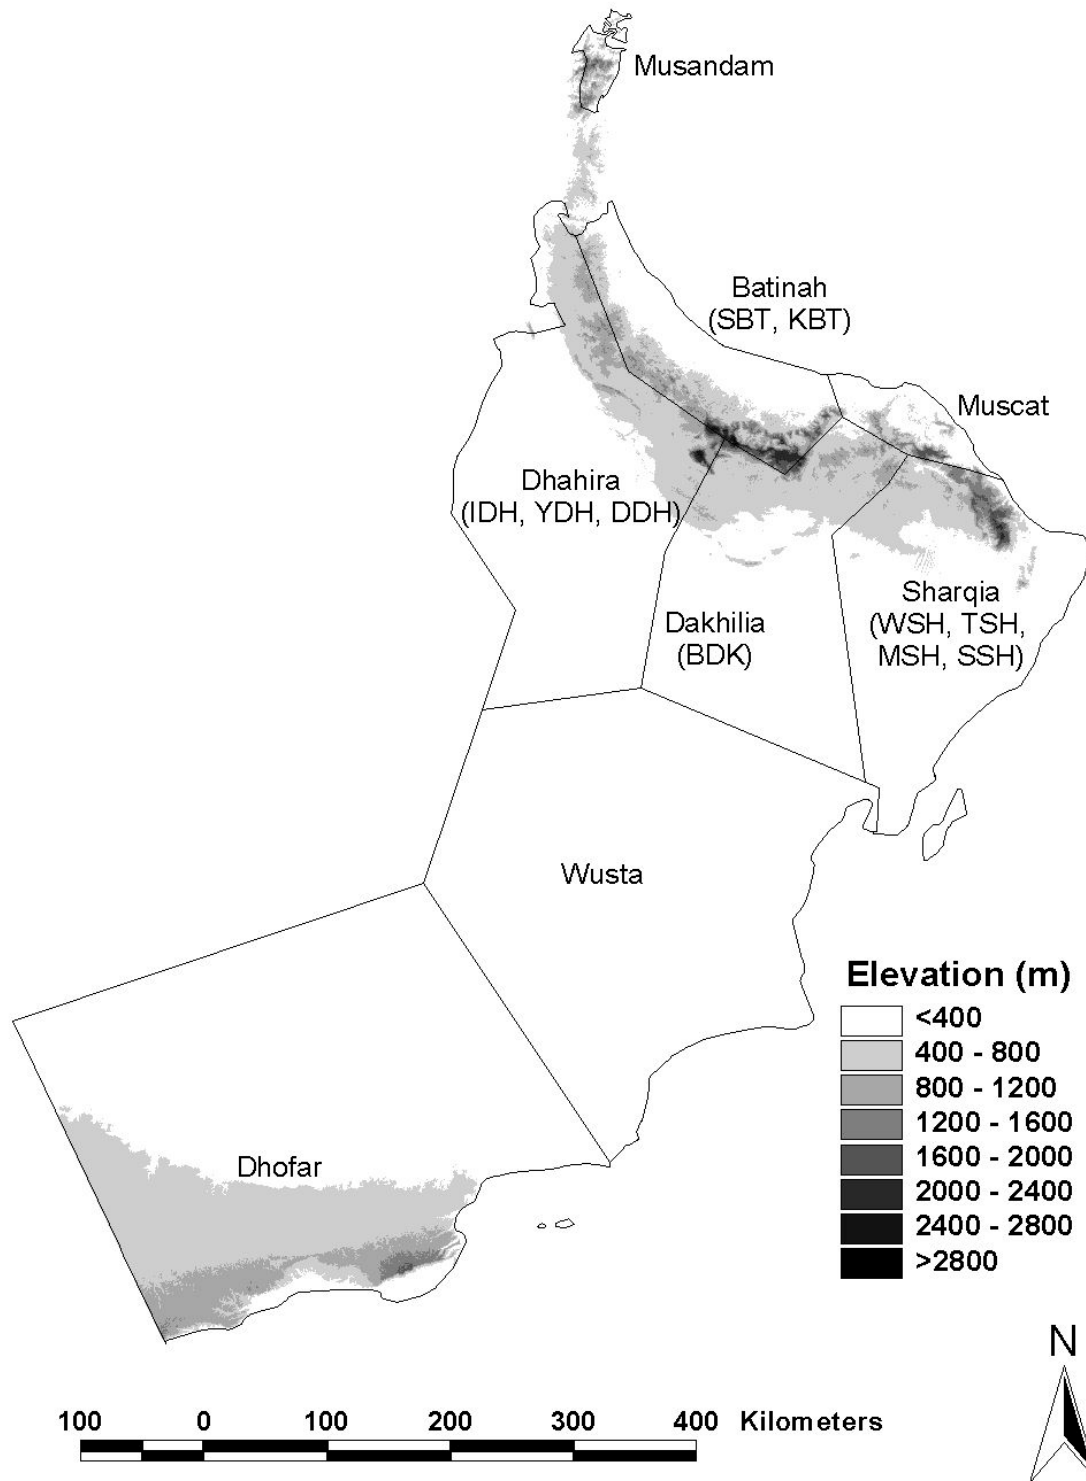 Musandam
Batinah
(SBT, KBT)
Muscat
Dhahira
(IDH, YDH, DDH)
Sharqia
(WSH, TSH,
MSH, SSH)
Dakhilia
(BDK)
Wusta
Dhofar
Elevation (m)
<400
400 - 800
800 - 1200
1200 - 1600
1600 - 2000
2000 - 2400
2400 - 2800
>2800
N
100 0 100 200 300 400 Kilometers